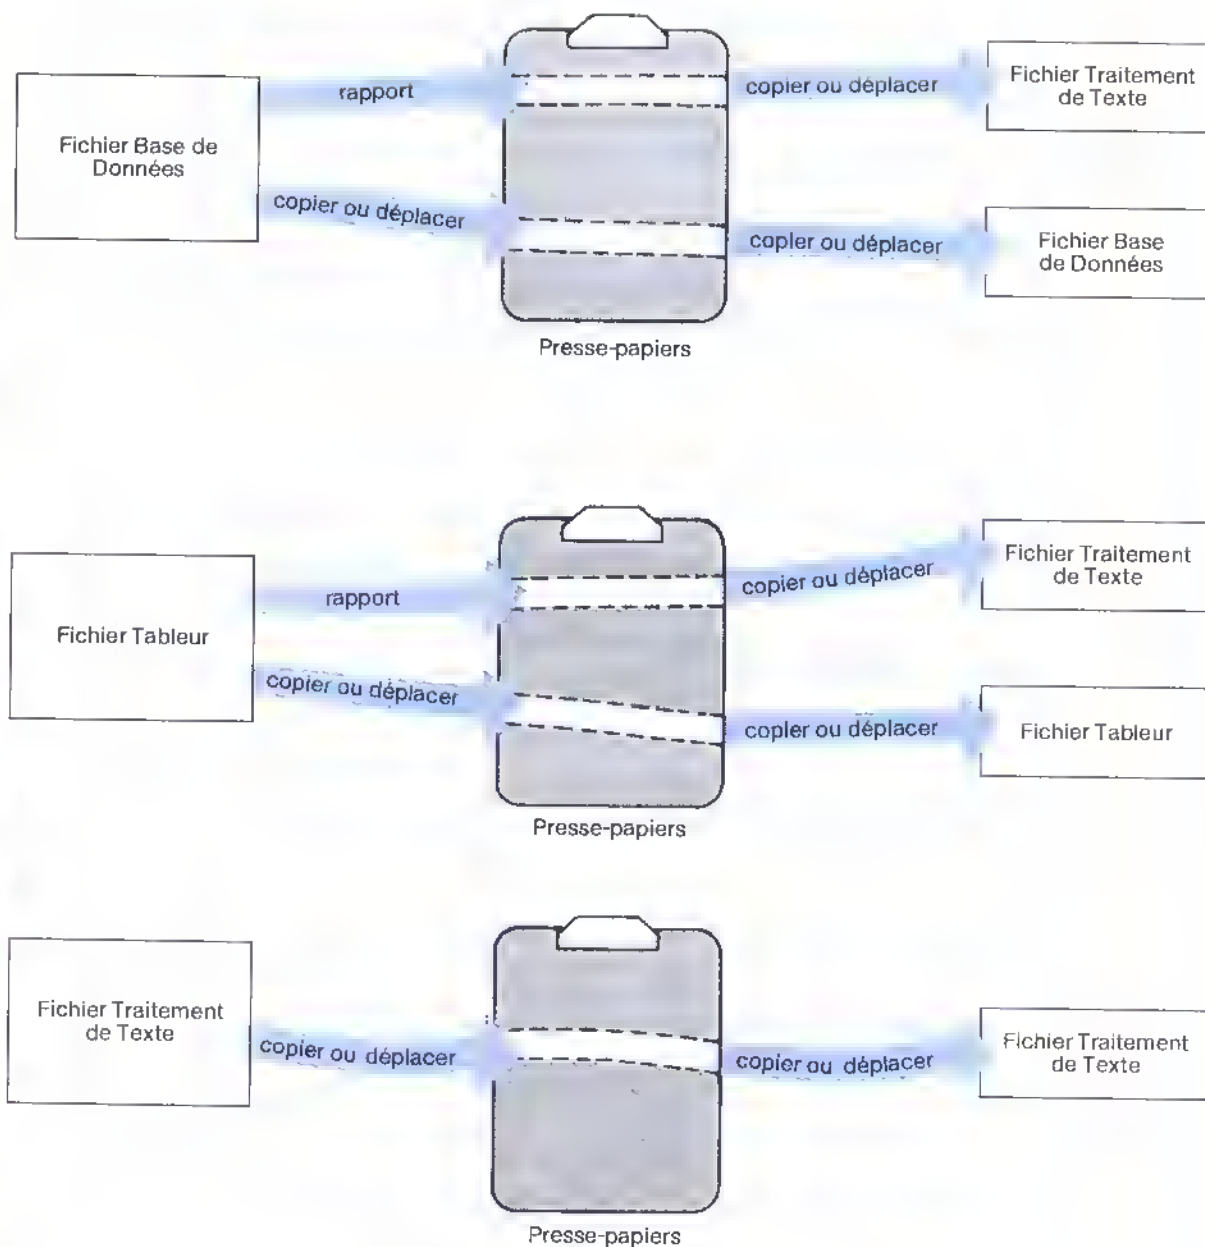 Fichier Base de
Données
rapport
copier ou déplacer
copier ou déplacer
Fichier Traitement
de Texte
copier ou déplacer
Fichier Base
de Données
Presse-papiers
Fichier Tableur
rapport
copier ou déplacer
copier ou déplacer
Fichier Traitement
de Texte
copier ou déplacer
Fichier Tableur
Presse-papiers
Fichier Traitement
de Texte
copier ou déplacer
copier ou déplacer
Fichier Traitement
de Texte
Presse-papiers